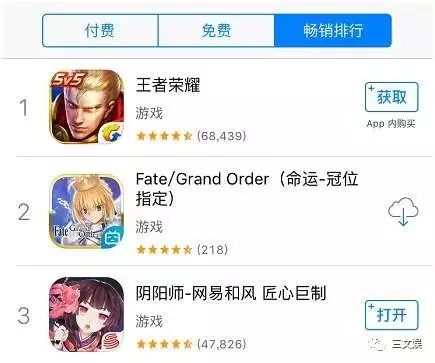 付费 免费 畅销排行
1
王者荣耀
游戏
(68,439)
获取
App 内购买
5v5
2
Fate/Grand Order（命运-冠位
指定）
游戏
(218)
Fate
Grand Order
3
阴阳师-网易和风 匠心巨制
游戏
(47,826)
打开
三文娱